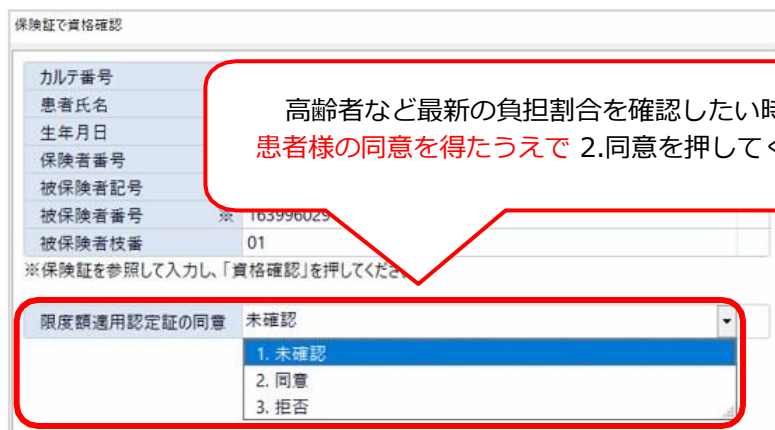 保険証で資格確認
カルテ番号
患者氏名
生年月日
保険者番号
被保険者記号
被保険者番号 ※ 163996029
被保険者枝番 01
高齢者など最新の負担割合を確認したい時
患者様の同意を得たうえで 2.同意を押してく
※保険証を参照して入力し、「資格確認」を押してくださ
限度額適用認定証の同意 未確認
1. 未確認
2. 同意
3. 拒否